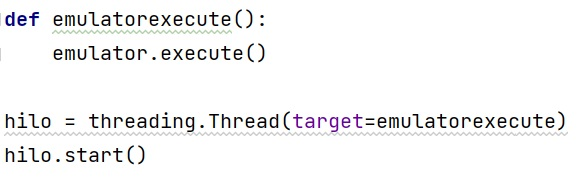 def emulatorexecute():
    emulator.execute()
hilo = threading.Thread(target=emulatorexecute)
hilo.start()